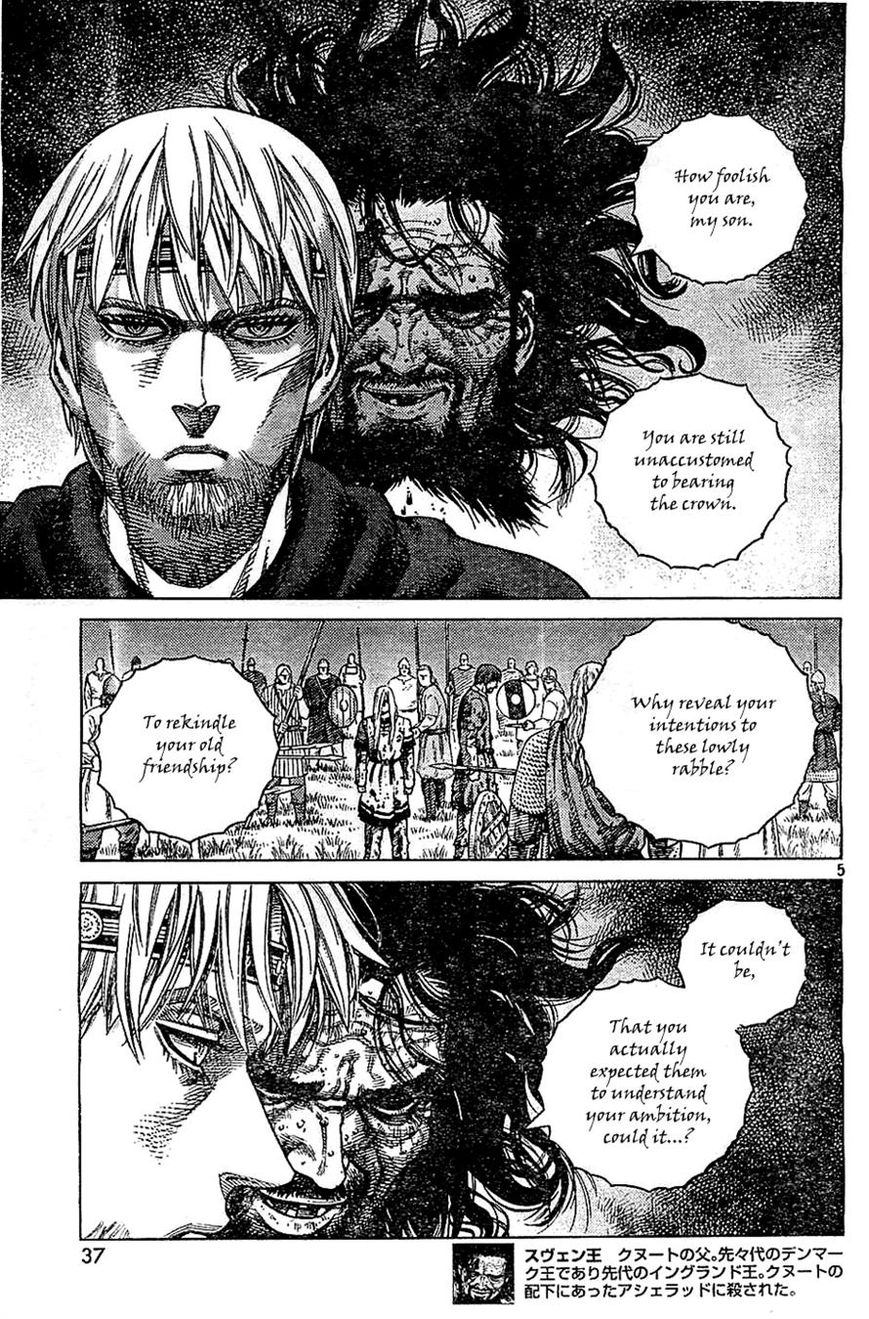 How foolish
you are,
my son.
You are still
unaccustomed
to bearing
the crown.
Why reveal your
intentions to
these lowly
rabble?
To rekindle
your old
friendship?
5
It couldn't
be,
That you
actually
expected them
to understand
your ambition,
could it...?
37
スヴェン王 クヌートの父。先々代のデンマー
ク王であり先代のイングランド王。クヌートの
配下にあったアシェラッドに殺された。